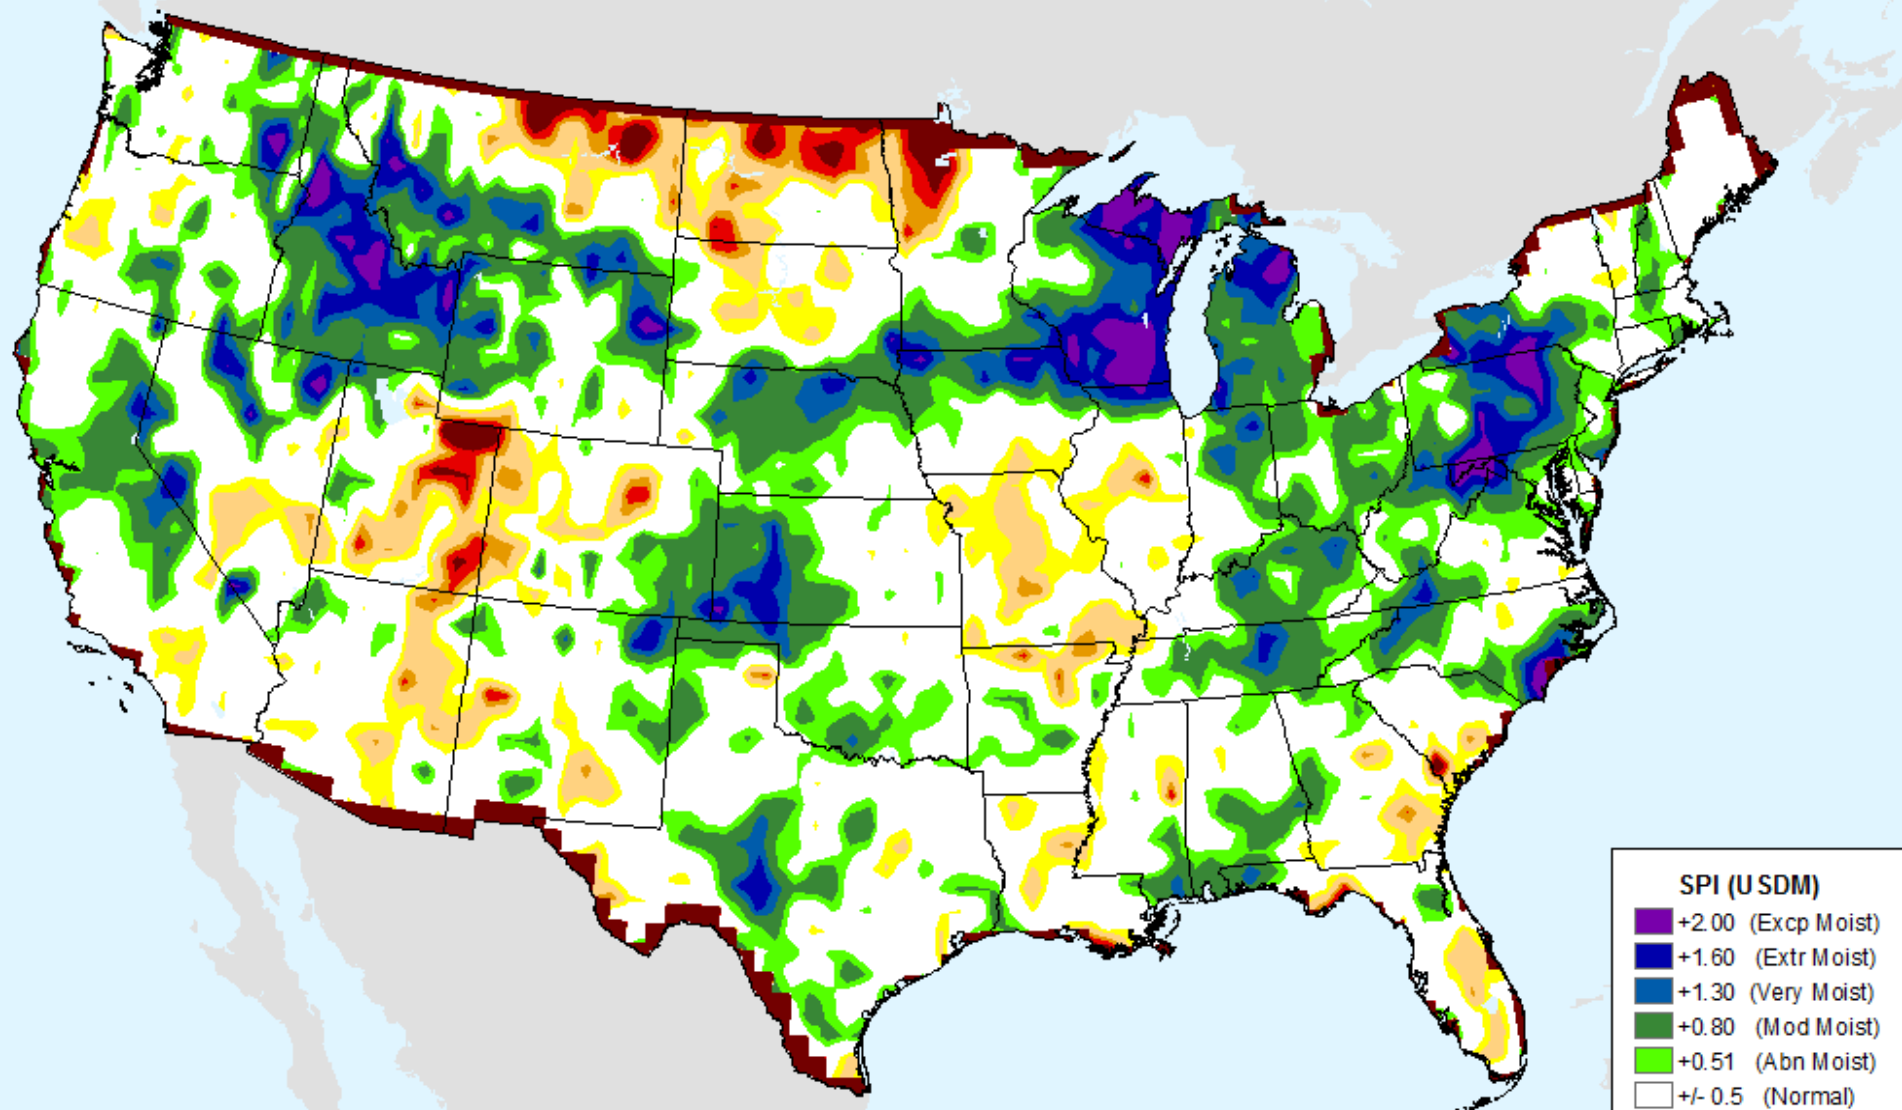 SPI (USDM)
+2.00 (Excp Moist)
+1.60 (Extr Moist)
+1.30 (Very Moist)
+0.80 (Mod Moist)
+0.51 (Abn Moist)
+/- 0.5 (Normal)